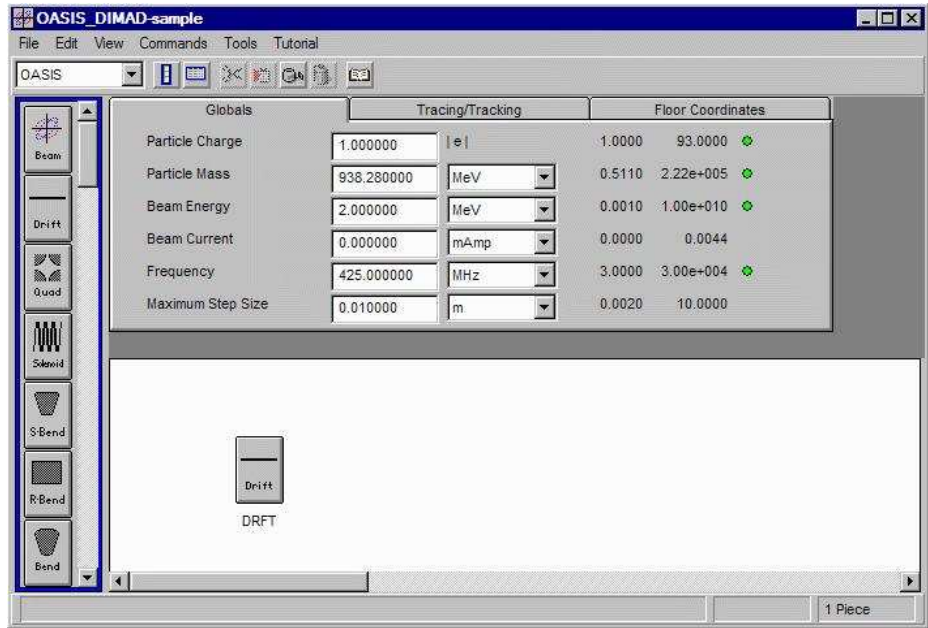 OASIS_DIMAD-sample
File Edit View Commands Tools Tutorial
OASIS
Globals Tracing/Tracking Floor Coordinates
Particle Charge 1.000000 |e| 1.0000 93.0000
Particle Mass 938.280000 MeV 0.5110 2.22e+005
Beam Energy 2.000000 MeV 0.0010 1.00e+010
Beam Current 0.000000 mAmp 0.0000 0.0044
Frequency 425.000000 MHz 3.0000 3.00e+004
Maximum Step Size 0.010000 m 0.0020 10.0000
Beam
Drift
Quad
Solenoid
S-Bend
R-Bend
Bend
Drift
DRFT
1 Piece